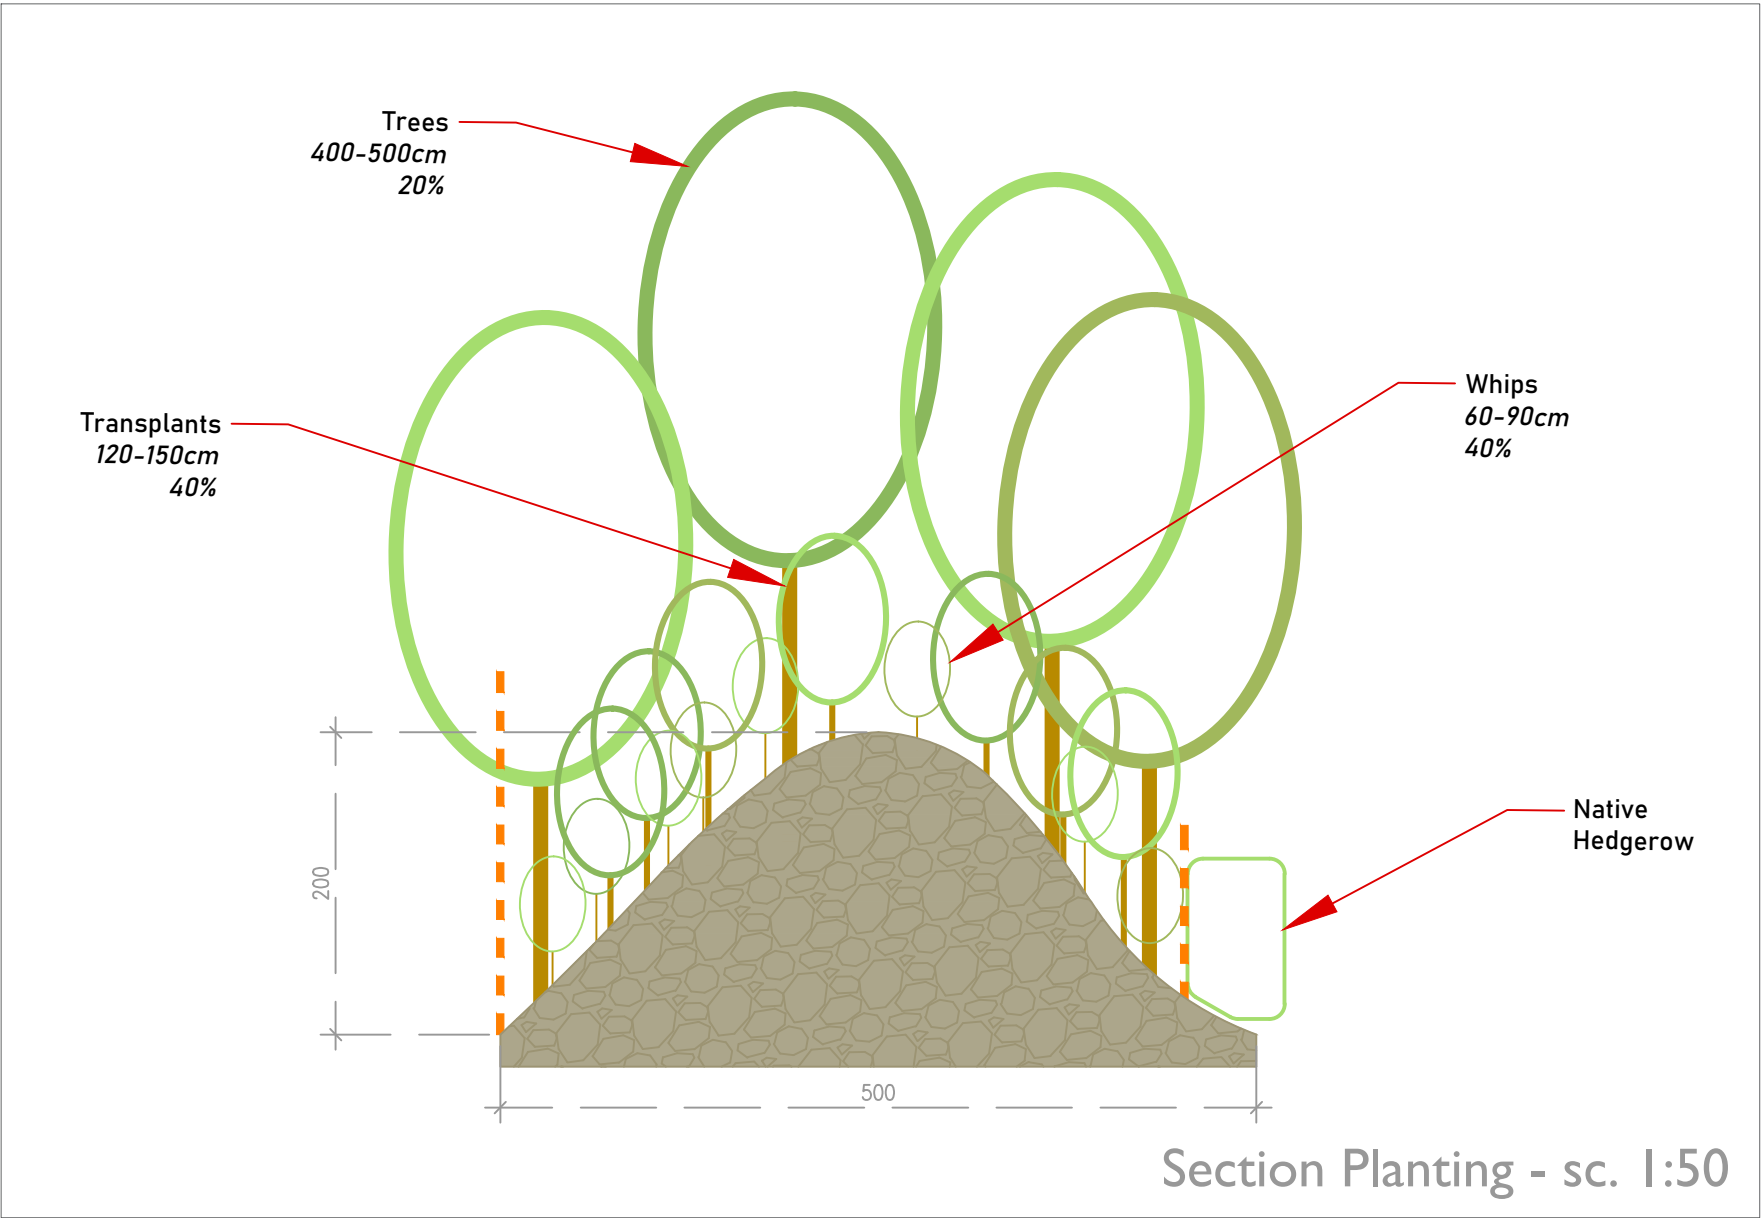 Trees
400-500cm
20%
Transplants
120-150cm
40%
Whips
60-90cm
40%
Native
Hedgerow
200
500
Section Planting - sc. 1:50